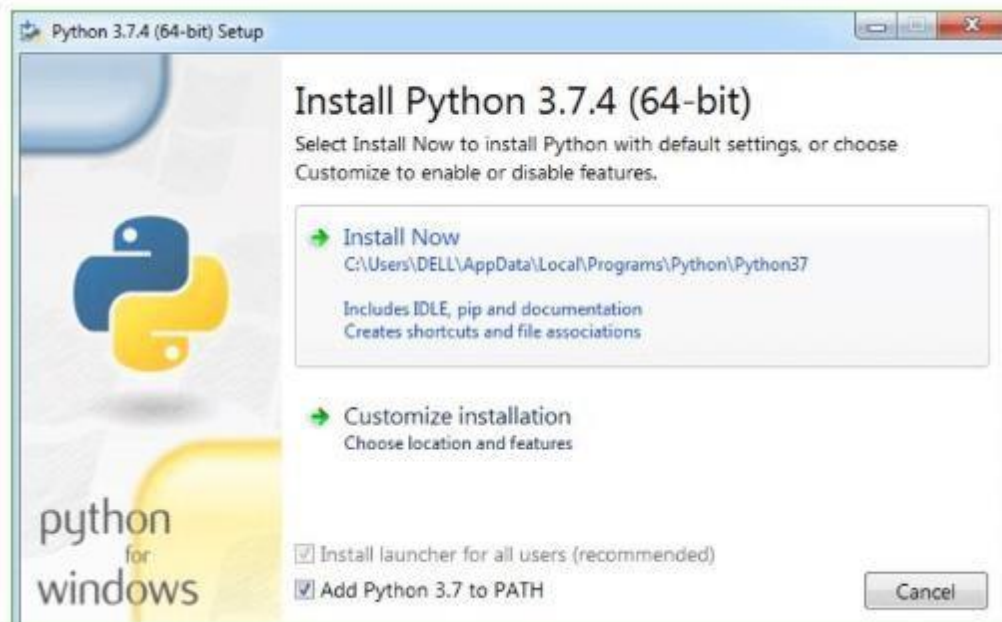 Python 3.7.4 (64-bit) Setup
Install Python 3.7.4 (64-bit)
Select Install Now to install Python with default settings, or choose
Customize to enable or disable features.
Install Now
C:\Users\DELL\AppData\Local\Programs\Python\Python37
Includes IDLE, pip and documentation
Creates shortcuts and file associations
Customize installation
Choose location and features
python
for
windows
Install launcher for all users (recommended)
Add Python 3.7 to PATH
Cancel